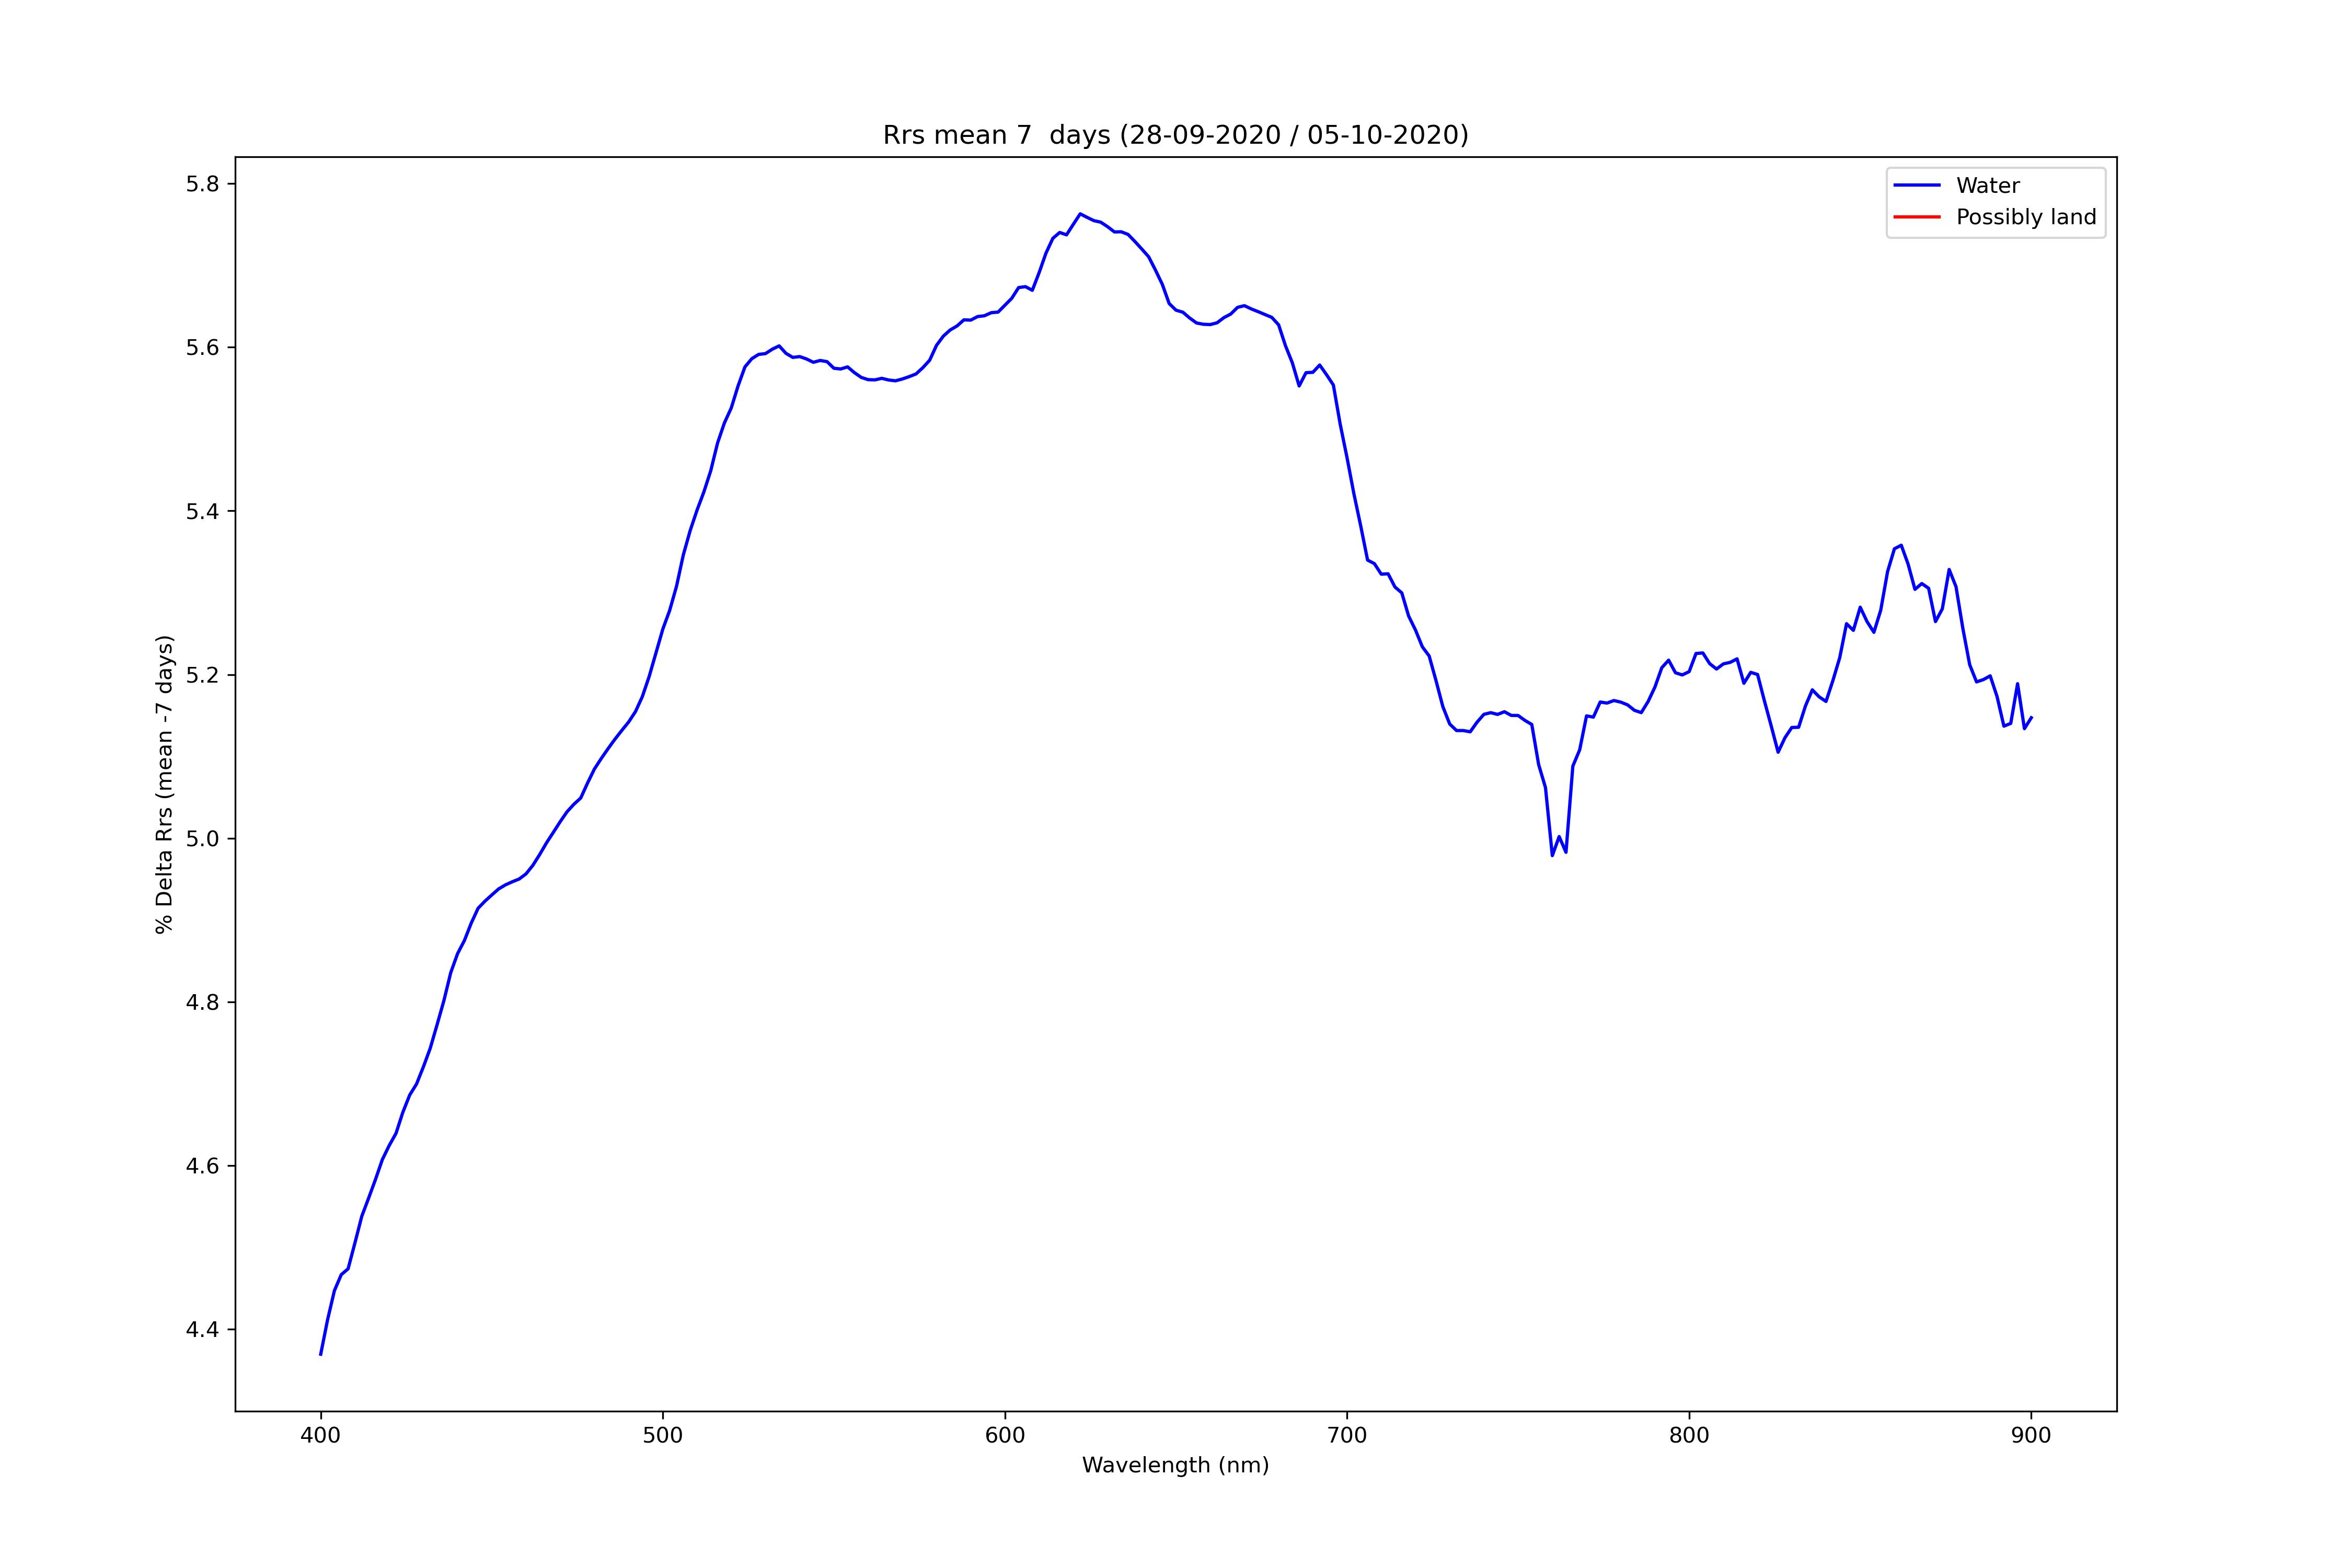 Rrs mean 7  days (28-09-2020 / 05-10-2020)
Water
Possibly land
% Delta Rrs (mean -7 days)
5.8
5.6
5.4
5.2
5.0
4.8
4.6
4.4
400 500 600 700 800 900
Wavelength (nm)